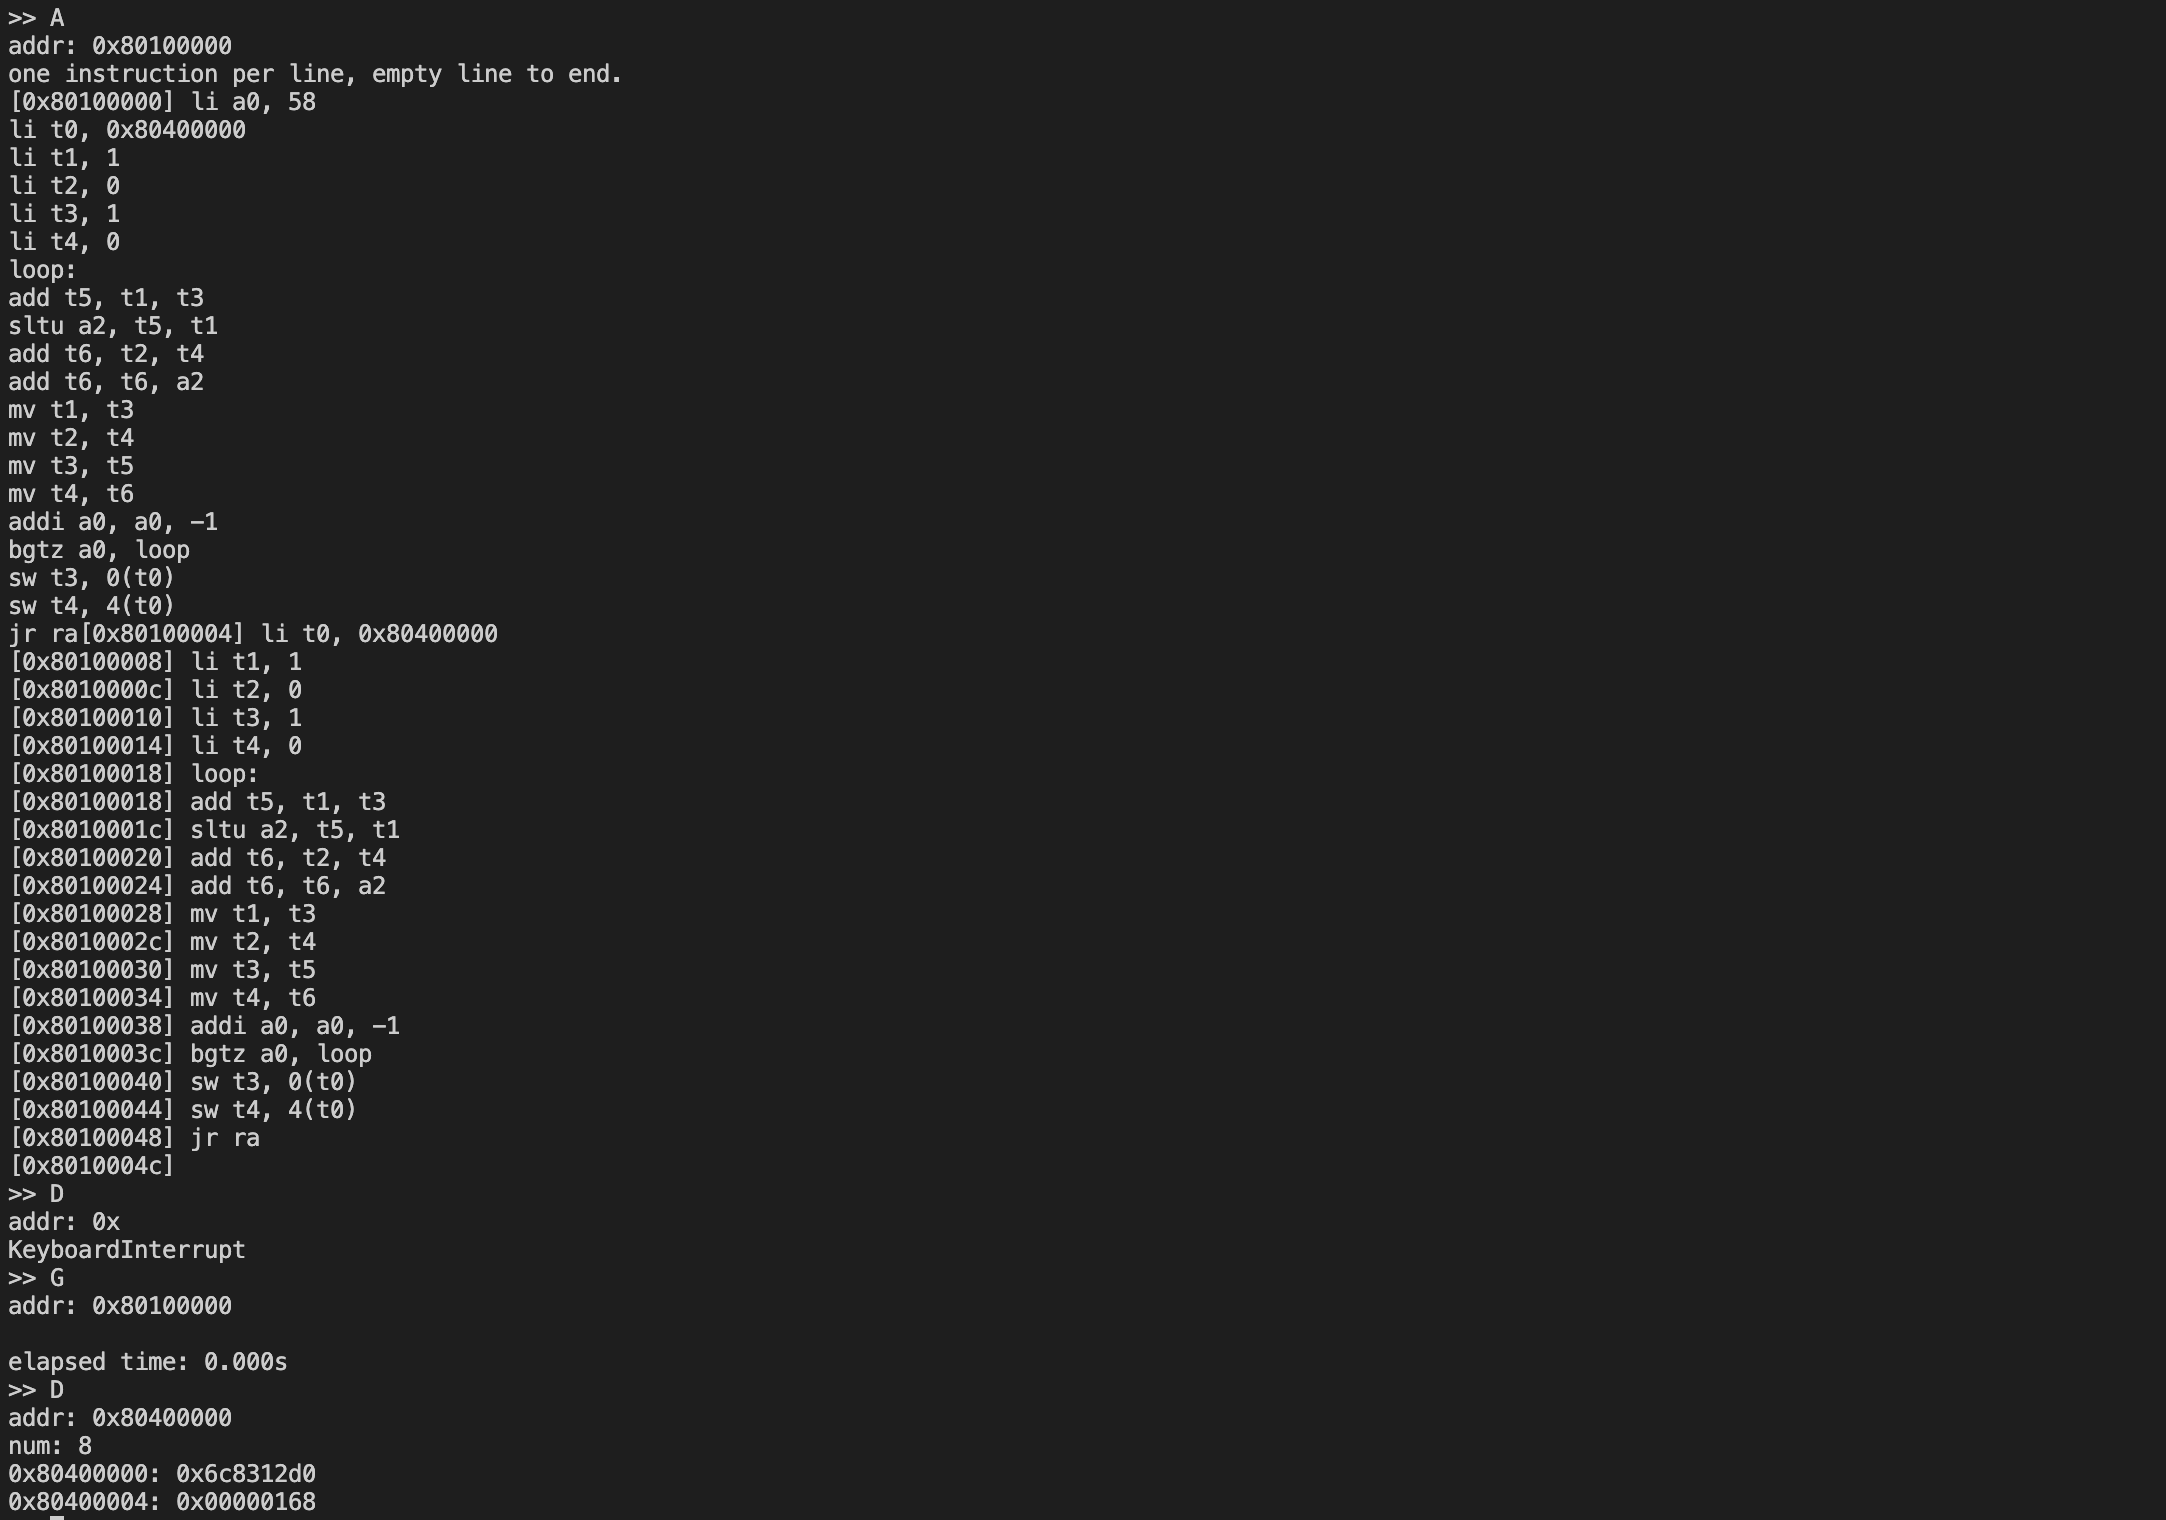 >> A
addr: 0x80100000
one instruction per line, empty line to end.
[0x80100000] li a0, 58
li t0, 0x80400000
li t1, 1
li t2, 0
li t3, 1
li t4, 0
loop:
add t5, t1, t3
sltu a2, t5, t1
add t6, t2, t4
add t6, t6, a2
mv t1, t3
mv t2, t4
mv t3, t5
mv t4, t6
addi a0, a0, -1
bgtz a0, loop
sw t3, 0(t0)
sw t4, 4(t0)
jr ra[0x80100004] li t0, 0x80400000
[0x80100008] li t1, 1
[0x8010000c] li t2, 0
[0x80100010] li t3, 1
[0x80100014] li t4, 0
[0x80100018] loop:
[0x80100018] add t5, t1, t3
[0x8010001c] sltu a2, t5, t1
[0x80100020] add t6, t2, t4
[0x80100024] add t6, t6, a2
[0x80100028] mv t1, t3
[0x8010002c] mv t2, t4
[0x80100030] mv t3, t5
[0x80100034] mv t4, t6
[0x80100038] addi a0, a0, -1
[0x8010003c] bgtz a0, loop
[0x80100040] sw t3, 0(t0)
[0x80100044] sw t4, 4(t0)
[0x80100048] jr ra
[0x8010004c]
>> D
addr: 0x
KeyboardInterrupt
>> G
addr: 0x80100000
elapsed time: 0.000s
>> D
addr: 0x80400000
num: 8
0x80400000: 0x6c8312d0
0x80400004: 0x00000168